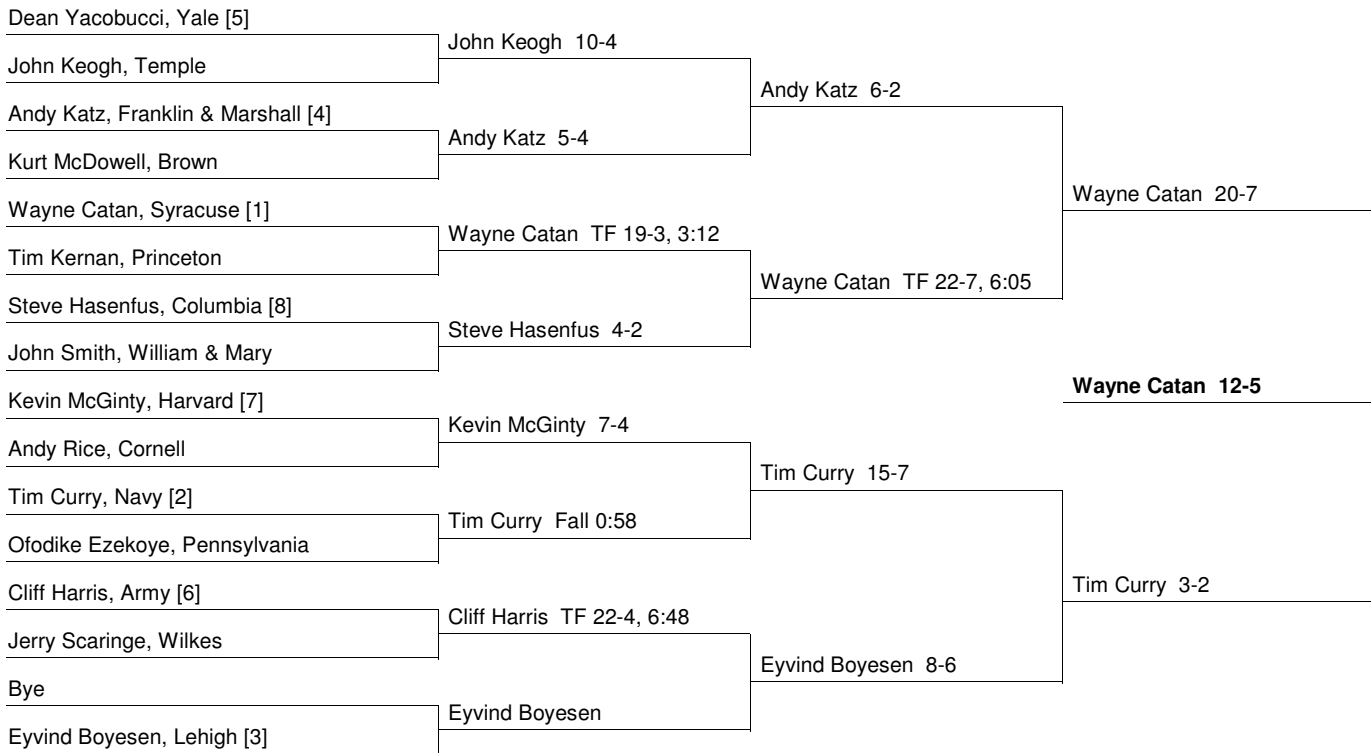 Dean Yacobucci, Yale [5]
John Keogh 10-4
John Keogh, Temple
Andy Katz 6-2
Andy Katz, Franklin & Marshall [4]
Andy Katz 5-4
Kurt McDowell, Brown
Wayne Catan 20-7
Wayne Catan, Syracuse [1]
Wayne Catan TF 19-3, 3:12
Tim Kernan, Princeton
Wayne Catan TF 22-7, 6:05
Steve Hasenfus, Columbia [8]
Steve Hasenfus 4-2
John Smith, William & Mary
Wayne Catan 12-5
Kevin McGinty, Harvard [7]
Kevin McGinty 7-4
Andy Rice, Cornell
Tim Curry 15-7
Tim Curry, Navy [2]
Tim Curry Fall 0:58
Ofodike Ezekoye, Pennsylvania
Tim Curry 3-2
Cliff Harris, Army [6]
Cliff Harris TF 22-4, 6:48
Jerry Scaringe, Wilkes
Eyvind Boyesen 8-6
Bye
Eyvind Boyesen
Eyvind Boyesen, Lehigh [3]